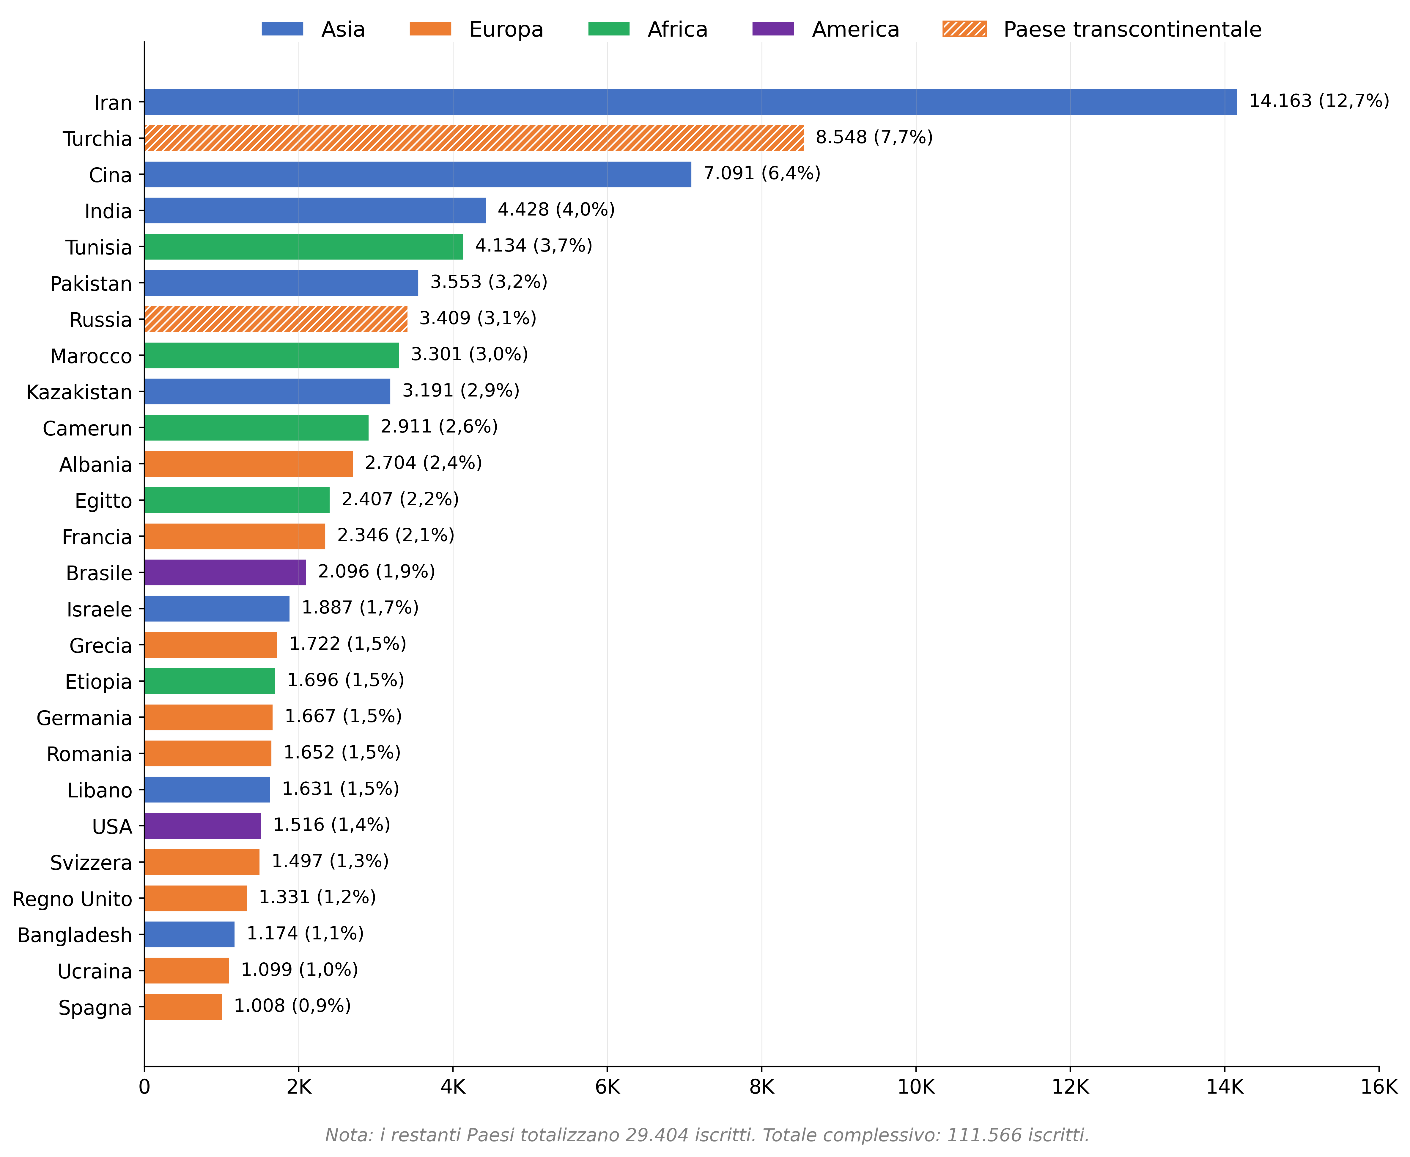 Asia Europa Africa America Paese transcontinentale
Iran 14.163 (12,7%)
Turchia 8.548 (7,7%)
Cina 7.091 (6,4%)
India 4.428 (4,0%)
Tunisia 4.134 (3,7%)
Pakistan 3.553 (3,2%)
Russia 3.409 (3,1%)
Marocco 3.301 (3,0%)
Kazakistan 3.191 (2,9%)
Camerun 2.911 (2,6%)
Albania 2.704 (2,4%)
Egitto 2.407 (2,2%)
Francia 2.346 (2,1%)
Brasile 2.096 (1,9%)
Israele 1.887 (1,7%)
Grecia 1.722 (1,5%)
Etiopia 1.696 (1,5%)
Germania 1.667 (1,5%)
Romania 1.652 (1,5%)
Libano 1.631 (1,5%)
USA 1.516 (1,4%)
Svizzera 1.497 (1,3%)
Regno Unito 1.331 (1,2%)
Bangladesh 1.174 (1,1%)
Ucraina 1.099 (1,0%)
Spagna 1.008 (0,9%)
0 2K 4K 6K 8K 10K 12K 14K 16K
Nota: i restanti Paesi totalizzano 29.404 iscritti. Totale complessivo: 111.566 iscritti.